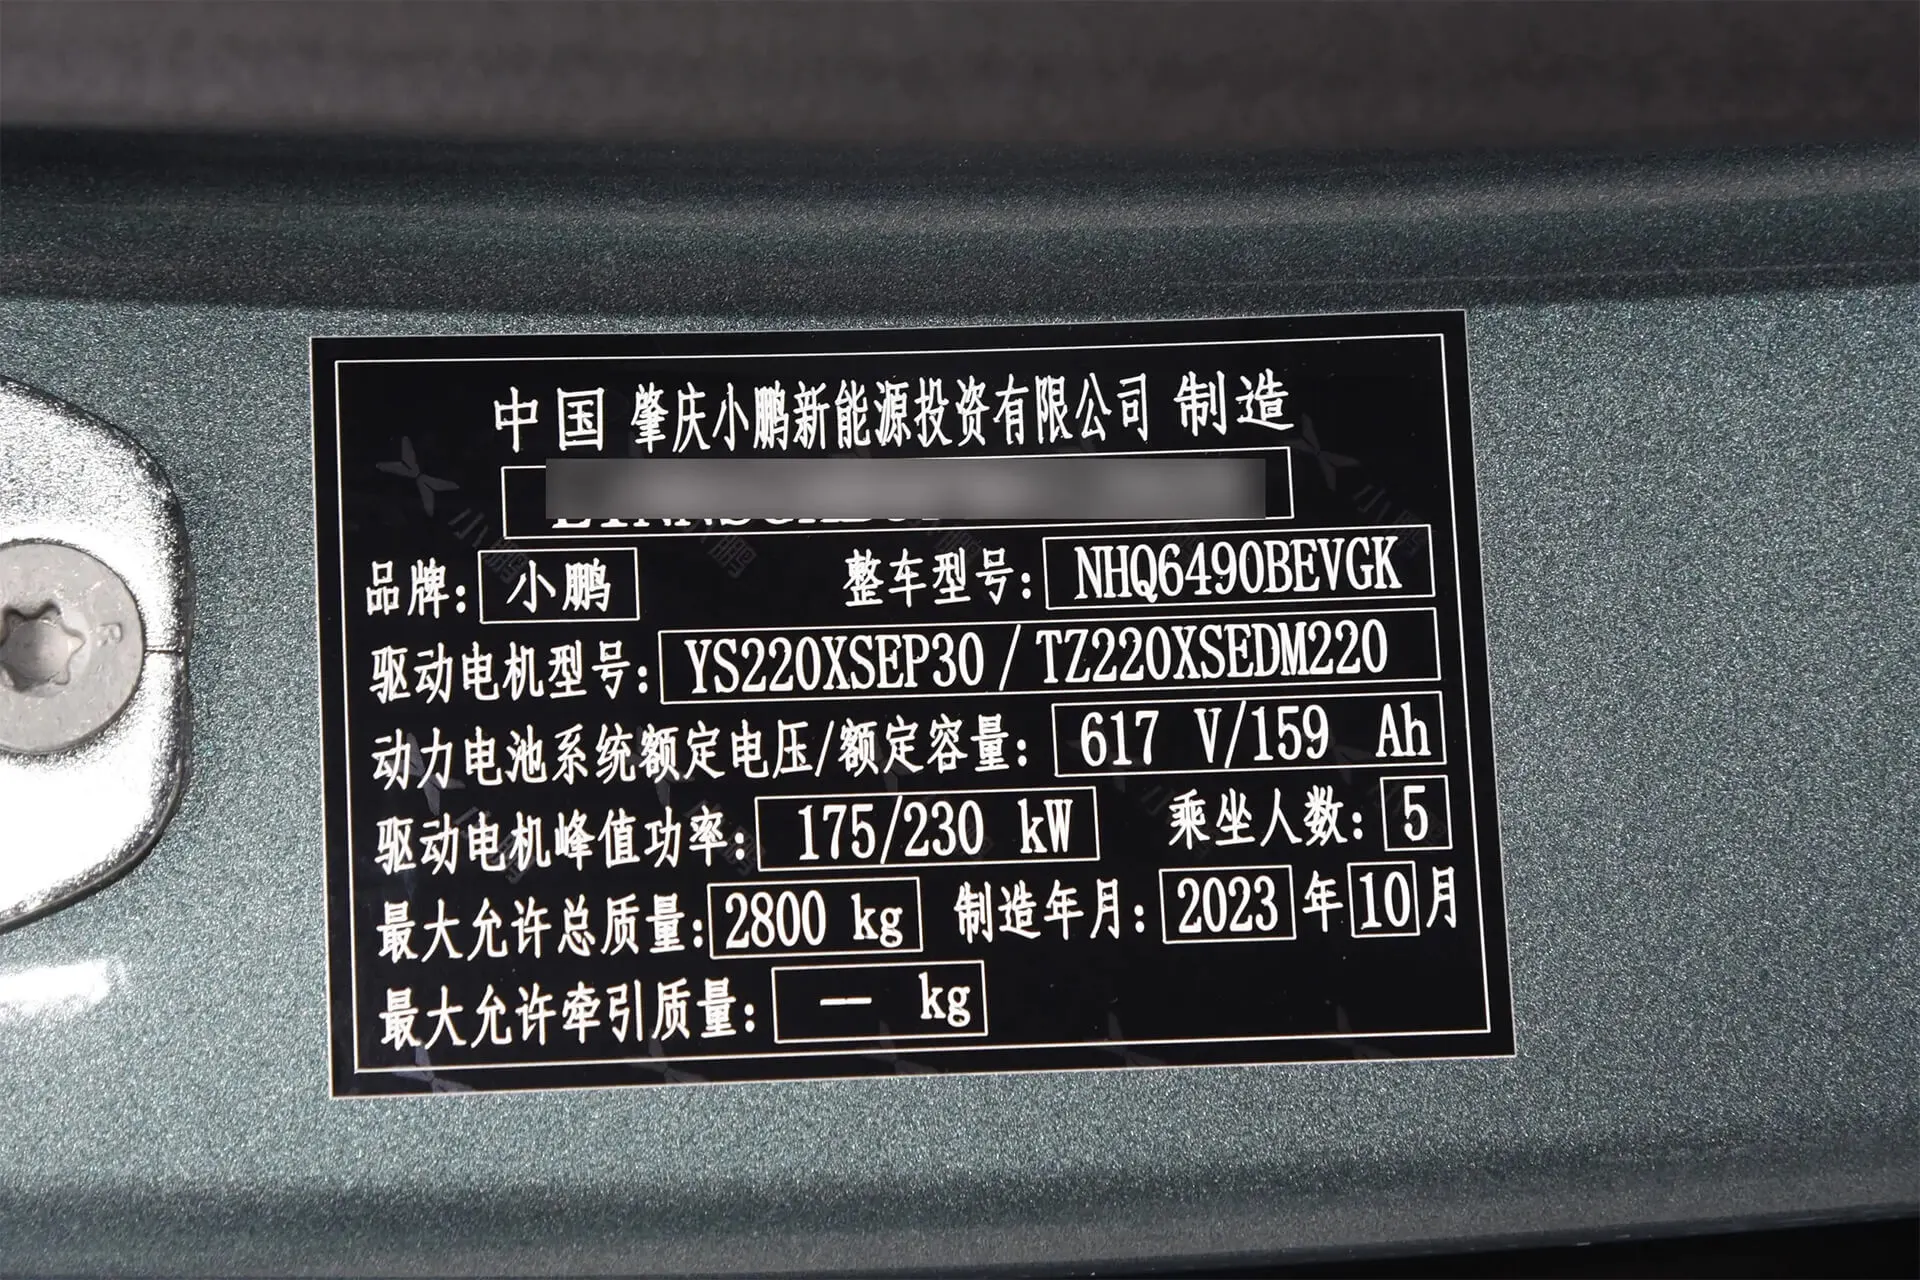 中国 肇庆小鹏新能源投资有限公司 制造
品牌: 小鹏 整车型号: NHQ6490BEVGK
驱动电机型号: YS220XSEP30 / TZ220XSEDM220
动力电池系统额定电压/额定容量: 617 V/159 Ah
驱动电机峰值功率: 175/230 kW 乘坐人数: 5
最大允许总质量: 2800 kg 制造年月: 2023 年 10 月
最大允许牵引质量: — kg